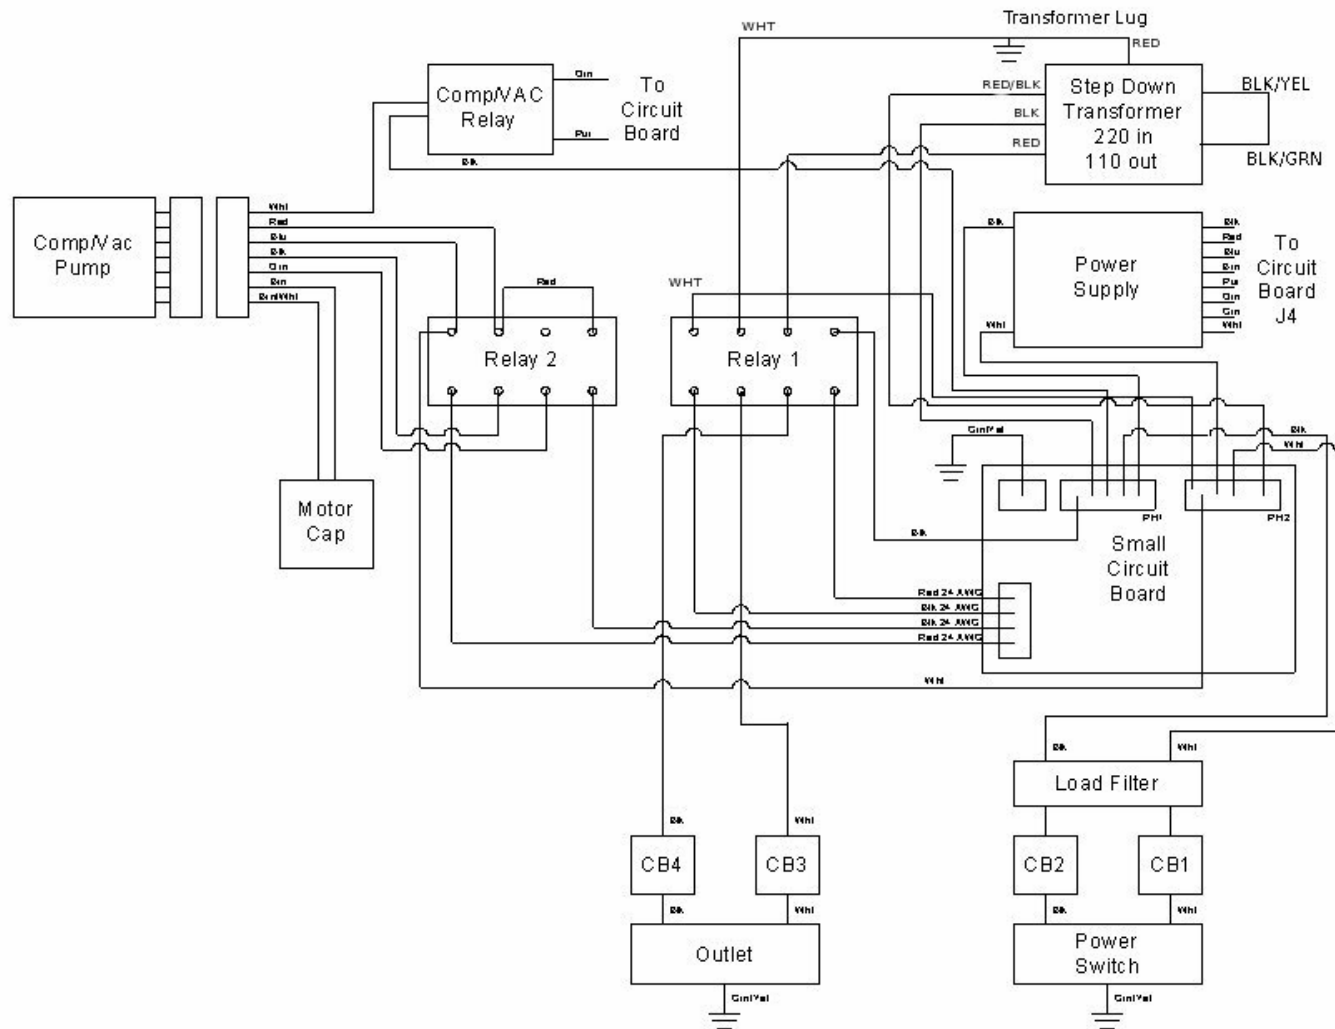 Transformer Lug
WHT
RED
Comp/VAC
Relay
Grn
Pur
To
Circuit
Board
Blk
RED/BLK
BLK
RED
Step Down
Transformer
220 in
110 out
BLK/YEL
BLK/GRN
Comp/Vac
Pump
Wht
Red
Blu
Blk
Grn
Brn
Brn/Wht
Blk
Wht
Power
Supply
Blk
Red
Blu
Brn
Pur
Grn
Grn
Wht
To
Circuit
Board
J4
Red
WHT
Relay 2
Relay 1
Motor
Cap
Grn/Yel
Blk
Wht
PH1
PH2
Blk
Small
Circuit
Board
Red 24 AWG
Blk 24 AWG
Blk 24 AWG
Red 24 AWG
Wht
Blk
Wht
Load Filter
Blk
Wht
CB4
CB3
CB2
CB1
Blk
Wht
Blk
Wht
Outlet
Power
Switch
Grn/Yel
Grn/Yel